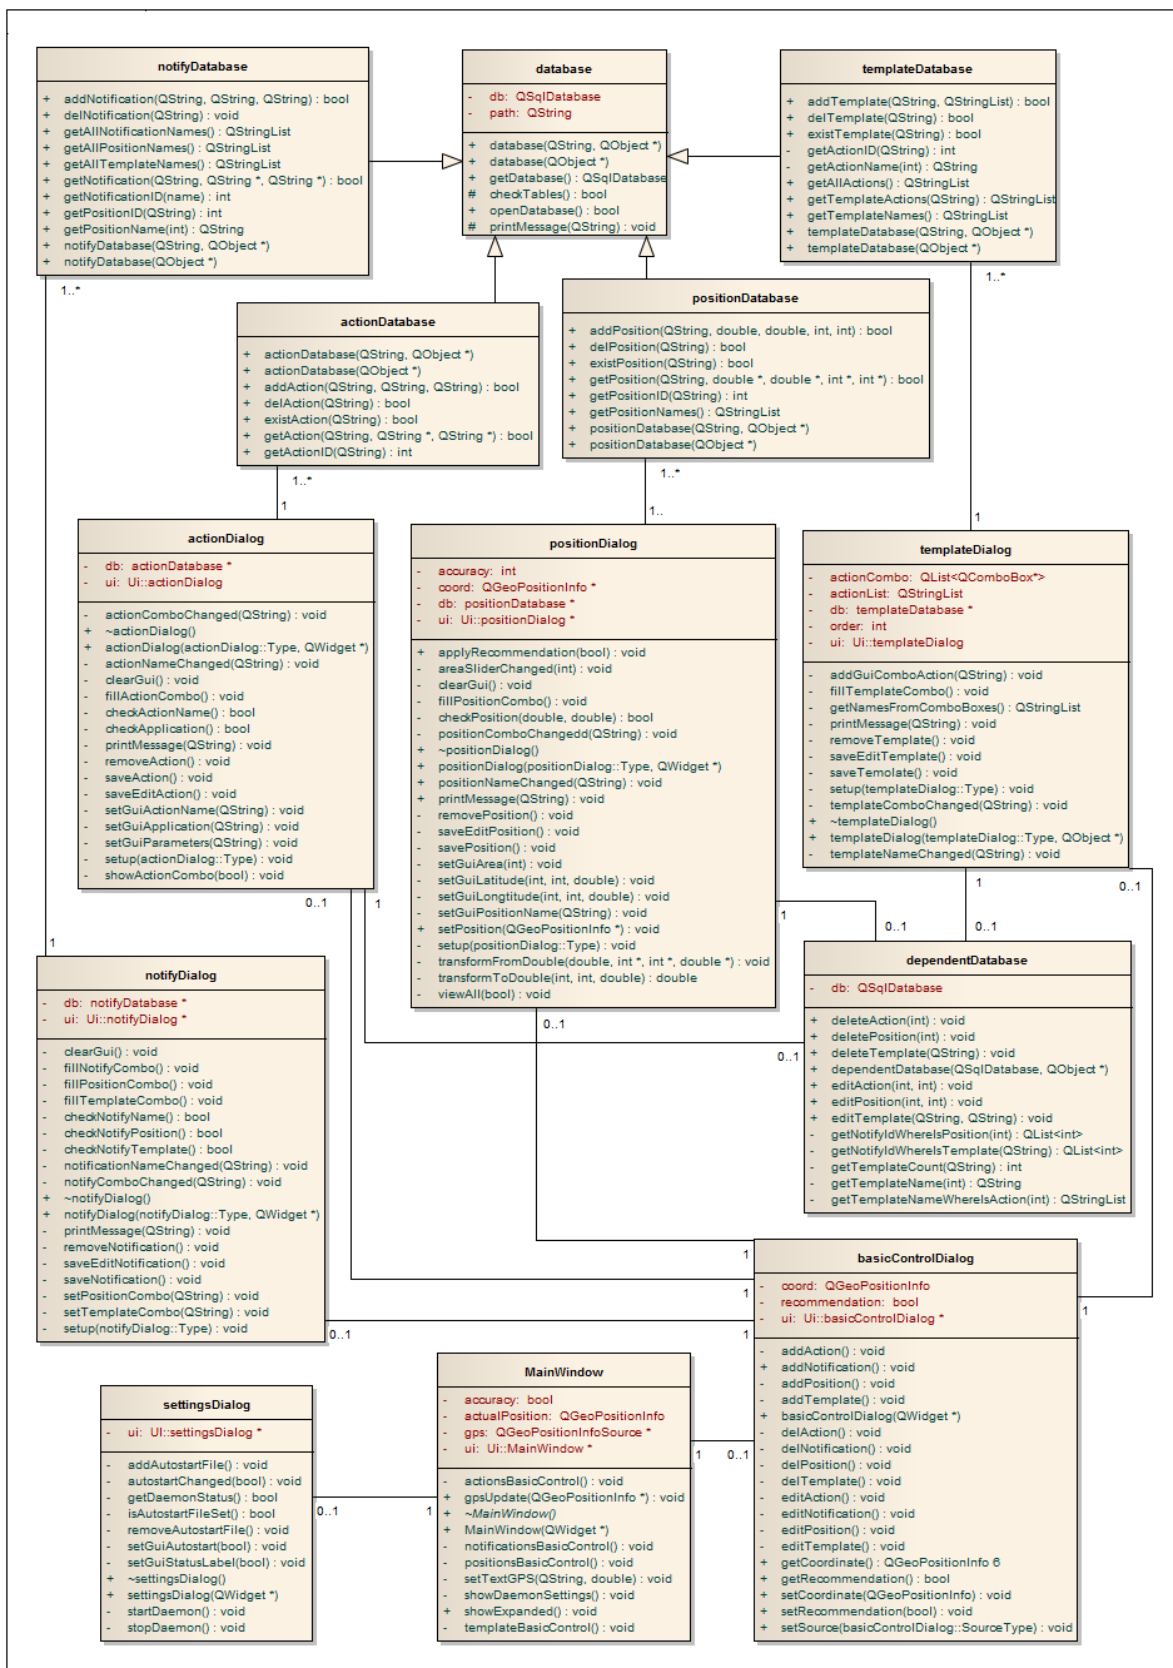 notifyDatabase
+ addNotification(QString, QString, QString) : bool
+ delNotification(QString) : void
+ getAllNotificationNames() : QStringList
+ getAllPositionNames() : QStringList
+ getAllTemplateNames() : QStringList
+ getNotification(QString, QString *, QString *) : bool
+ getNotificationID(name) : int
+ getPositionID(QString) : int
+ getPositionName(int) : QString
+ notifyDatabase(QString, QObject *)
+ notifyDatabase(QObject *)
1..*
database
- db: QSqlDatabase
- path: QString
+ database(QString, QObject *)
+ database(QObject *)
+ getDatabase() : QSqlDatabase
# checkTables() : bool
+ openDatabase() : bool
# printMessage(QString) : void
templateDatabase
+ addTemplate(QString, QStringList) : bool
+ delTemplate(QString) : bool
+ existTemplate(QString) : bool
- getActionID(QString) : int
- getActionName(int) : QString
+ getAllActions() : QStringList
+ getTemplateActions(QString) : QStringList
+ getTemplateNames() : QStringList
+ templateDatabase(QString, QObject *)
+ templateDatabase(QObject *)
1..*
actionDatabase
+ actionDatabase(QString, QObject *)
+ actionDatabase(QObject *)
+ addAction(QString, QString, QString) : bool
+ delAction(QString) : bool
+ existAction(QString) : bool
+ getAction(QString, QString *, QString *) : bool
+ getActionID(QString) : int
1..*
1
positionDatabase
+ addPosition(QString, double, double, int, int) : bool
+ delPosition(QString) : bool
+ existPosition(QString) : bool
+ getPosition(QString, double *, double *, int *, int *) : bool
+ getPositionID(QString) : int
+ getPositionNames() : QStringList
+ positionDatabase(QString, QObject *)
+ positionDatabase(QObject *)
1..*
1..
1
actionDialog
- db: actionDatabase *
- ui: Ui::actionDialog
- actionComboChanged(QString) : void
+ ~actionDialog()
+ actionDialog(actionDialog::Type, QWidget *)
- actionNameChanged(QString) : void
- clearGui() : void
- fillActionCombo() : void
- checkActionName() : bool
- checkApplication() : bool
- printMessage(QString) : void
- removeAction() : void
- saveAction() : void
- saveEditAction() : void
- setGuiActionName(QString) : void
- setGuiApplication(QString) : void
- setGuiParameters(QString) : void
- setup(actionDialog::Type) : void
- showActionCombo(bool) : void
0..1
1
positionDialog
- accuracy: int
- coord: QGeoPositionInfo *
- db: positionDatabase *
- ui: Ui::positionDialog *
+ applyRecommendation(bool) : void
- areaSliderChanged(int) : void
- clearGui() : void
- fillPositionCombo() : void
- checkPosition(double, double) : bool
- positionComboChangedd(QString) : void
+ ~positionDialog()
+ positionDialog(positionDialog::Type, QWidget *)
+ positionNameChanged(QString) : void
+ printMessage(QString) : void
- removePosition() : void
- saveEditPosition() : void
- savePosition() : void
- setGuiArea(int) : void
- setGuiLatitude(int, int, double) : void
- setGuiLongtitude(int, int, double) : void
- setGuiPositionName(QString) : void
+ setPosition(QGeoPositionInfo *) : void
- setup(positionDialog::Type) : void
- transformFromDouble(double, int *, int *, double *) : void
- transformToDouble(int, int, double) : double
- viewAll(bool) : void
1
0..1
0..1
templateDialog
- actionCombo: QList<QComboBox*>
- actionList: QStringList
- db: templateDatabase *
- order: int
- ui: Ui::templateDialog
- addGuiComboAction(QString) : void
- fillTemplateCombo() : void
- getNamesFromComboBoxes() : QStringList
- printMessage(QString) : void
- removeTemplate() : void
- saveEditTemplate() : void
- saveTemolate() : void
- setup(templateDialog::Type) : void
- templateComboChanged(QString) : void
+ ~templateDialog()
+ templateDialog(templateDialog::Type, QObject *)
- templateNameChanged(QString) : void
1
0..1
0..1
dependentDatabase
- db: QSqlDatabase
+ deleteAction(int) : void
+ deletePosition(int) : void
+ deleteTemplate(QString) : void
+ dependentDatabase(QSqlDatabase, QObject *)
+ editAction(int, int) : void
+ editPosition(int, int) : void
+ editTemplate(QString, QString) : void
- getNotifyIdWhereIsPosition(int) : QList<int>
- getNotifyIdWhereIsTemplate(QString) : QList<int>
- getTemplateCount(QString) : int
- getTemplateName(int) : QString
- getTemplateNameWhereIsAction(int) : QStringList
0..1
1
notifyDialog
- db: notifyDatabase *
- ui: Ui::notifyDialog *
- clearGui() : void
- fillNotifyCombo() : void
- fillPositionCombo() : void
- fillTemplateCombo() : void
- checkNotifyName() : bool
- checkNotifyPosition() : bool
- checkNotifyTemplate() : bool
- notificationNameChanged(QString) : void
- notifyComboChanged(QString) : void
+ ~notifyDialog()
+ notifyDialog(notifyDialog::Type, QWidget *)
- printMessage(QString) : void
- removeNotification() : void
- saveEditNotification() : void
- saveNotification() : void
- setPositionCombo(QString) : void
- setTemplateCombo(QString) : void
- setup(notifyDialog::Type) : void
0..1
1
1
1
1
basicControlDialog
- coord: QGeoPositionInfo
- recommendation: bool
- ui: Ui::basicControlDialog *
- addAction() : void
+ addNotification() : void
- addPosition() : void
- addTemplate() : void
+ basicControlDialog(QWidget *)
- delAction() : void
- delNotification() : void
- delPosition() : void
- delTemplate() : void
- editAction() : void
- editNotification() : void
- editPosition() : void
- editTemplate() : void
+ getCoordinate() : QGeoPositionInfo 6
+ getRecommendation() : bool
+ setCoordinate(QGeoPositionInfo) : void
+ setRecommendation(bool) : void
+ setSource(basicControlDialog::SourceType) : void
MainWindow
- accuracy: bool
- actualPosition: QGeoPositionInfo
- gps: QGeoPositionInfoSource *
- ui: Ui::MainWindow *
- actionsBasicControl() : void
+ gpsUpdate(QGeoPositionInfo *) : void
+ ~MainWindow()
+ MainWindow(QWidget *)
- notificationsBasicControl() : void
- positionsBasicControl() : void
- setTextGPS(QString, double) : void
- showDaemonSettings() : void
+ showExpanded() : void
- templateBasicControl() : void
1
0..1
settingsDialog
- ui: UI::settingsDialog *
- addAutostartFile() : void
- autostartChanged(bool) : void
- getDaemonStatus() : bool
- isAutostartFileSet() : bool
- removeAutostartFile() : void
- setGuiAutostart(bool) : void
- setGuiStatusLabel(bool) : void
+ ~settingsDialog()
+ settingsDialog(QWidget *)
- startDaemon() : void
- stopDaemon() : void
0..1
1